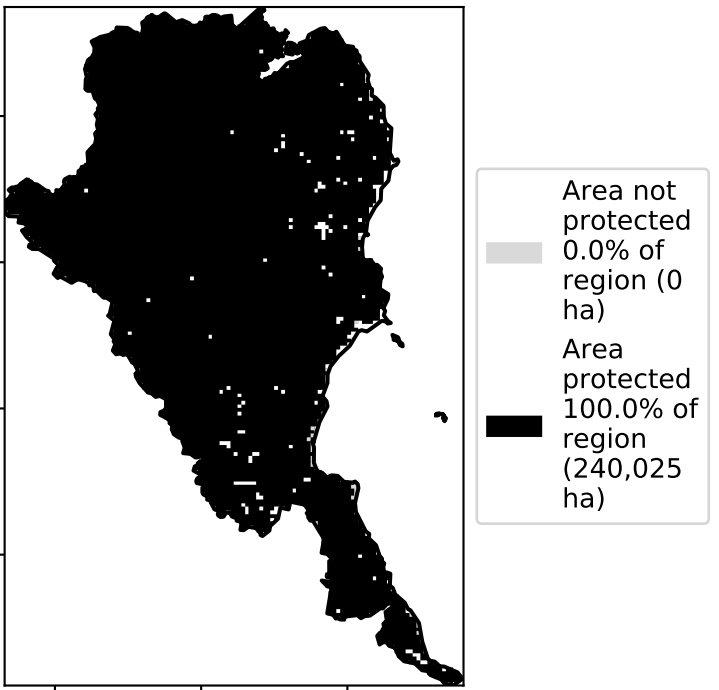 Area not
protected
0.0% of
region (0
ha)
Area
protected
100.0% of
region
(240,025
ha)